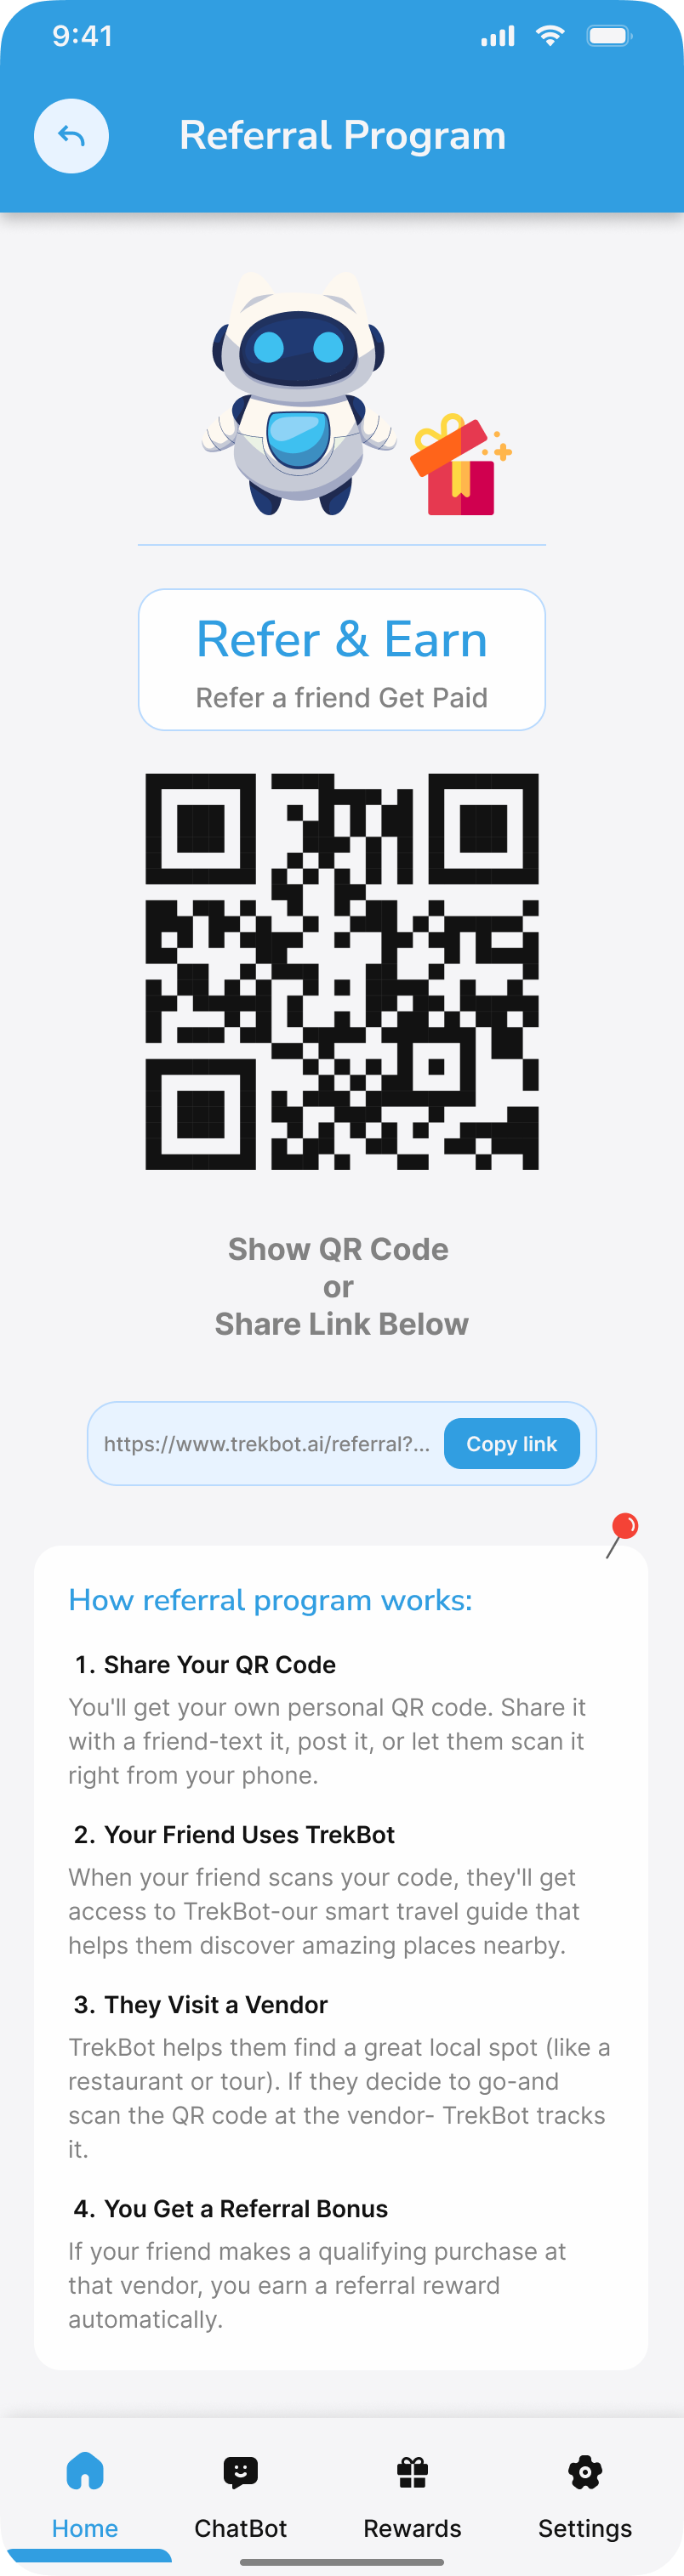 9:41
Referral Program
Refer & Earn
Refer a friend Get Paid
Show QR Code
or
Share Link Below
https://www.trekbot.ai/referral?...
Copy link
How referral program works:
1. Share Your QR Code
You'll get your own personal QR code. Share it
with a friend-text it, post it, or let them scan it
right from your phone.
2. Your Friend Uses TrekBot
When your friend scans your code, they'll get
access to TrekBot-our smart travel guide that
helps them discover amazing places nearby.
3. They Visit a Vendor
TrekBot helps them find a great local spot (like a
restaurant or tour). If they decide to go-and
scan the QR code at the vendor- TrekBot tracks
it.
4. You Get a Referral Bonus
If your friend makes a qualifying purchase at
that vendor, you earn a referral reward
automatically.
Home
ChatBot
Rewards
Settings